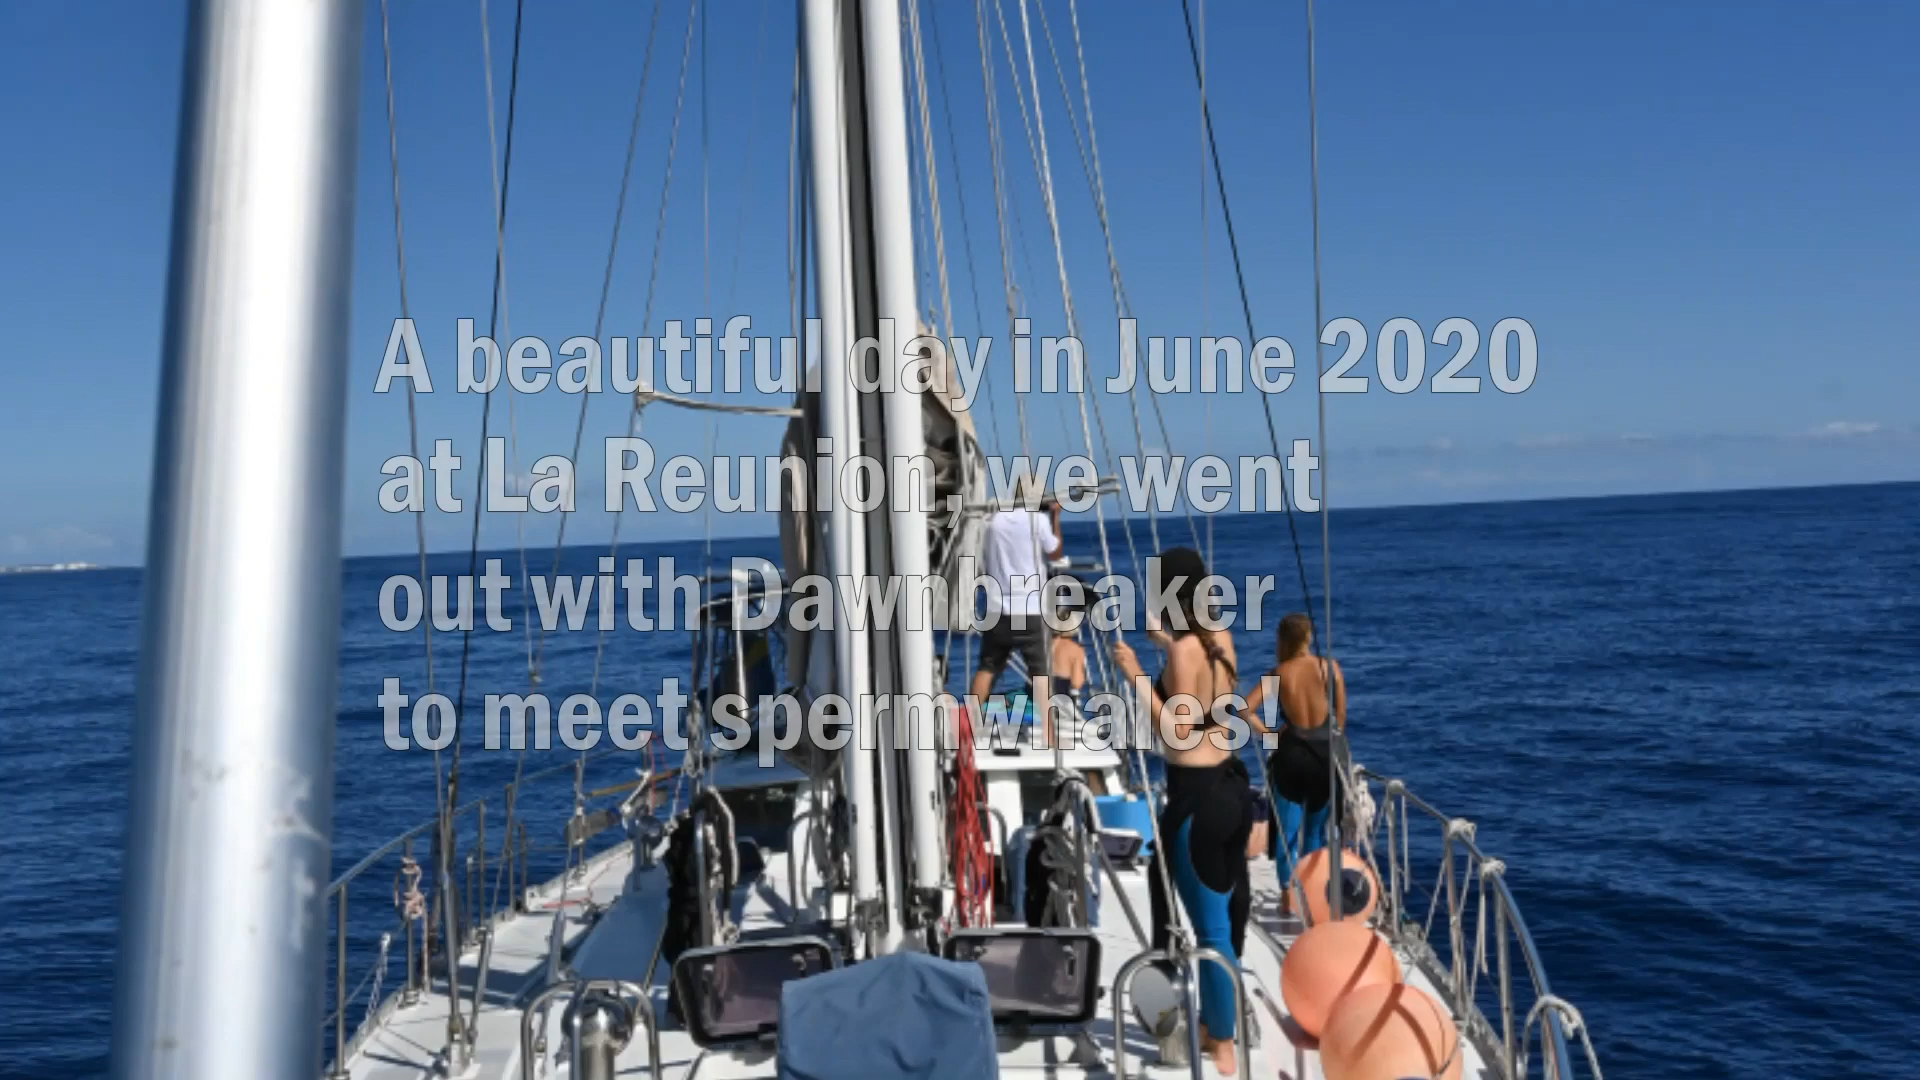 A beautiful day in June 2020
at La Reunion, we went
out with Dawnbreaker
to meet spermwhales!